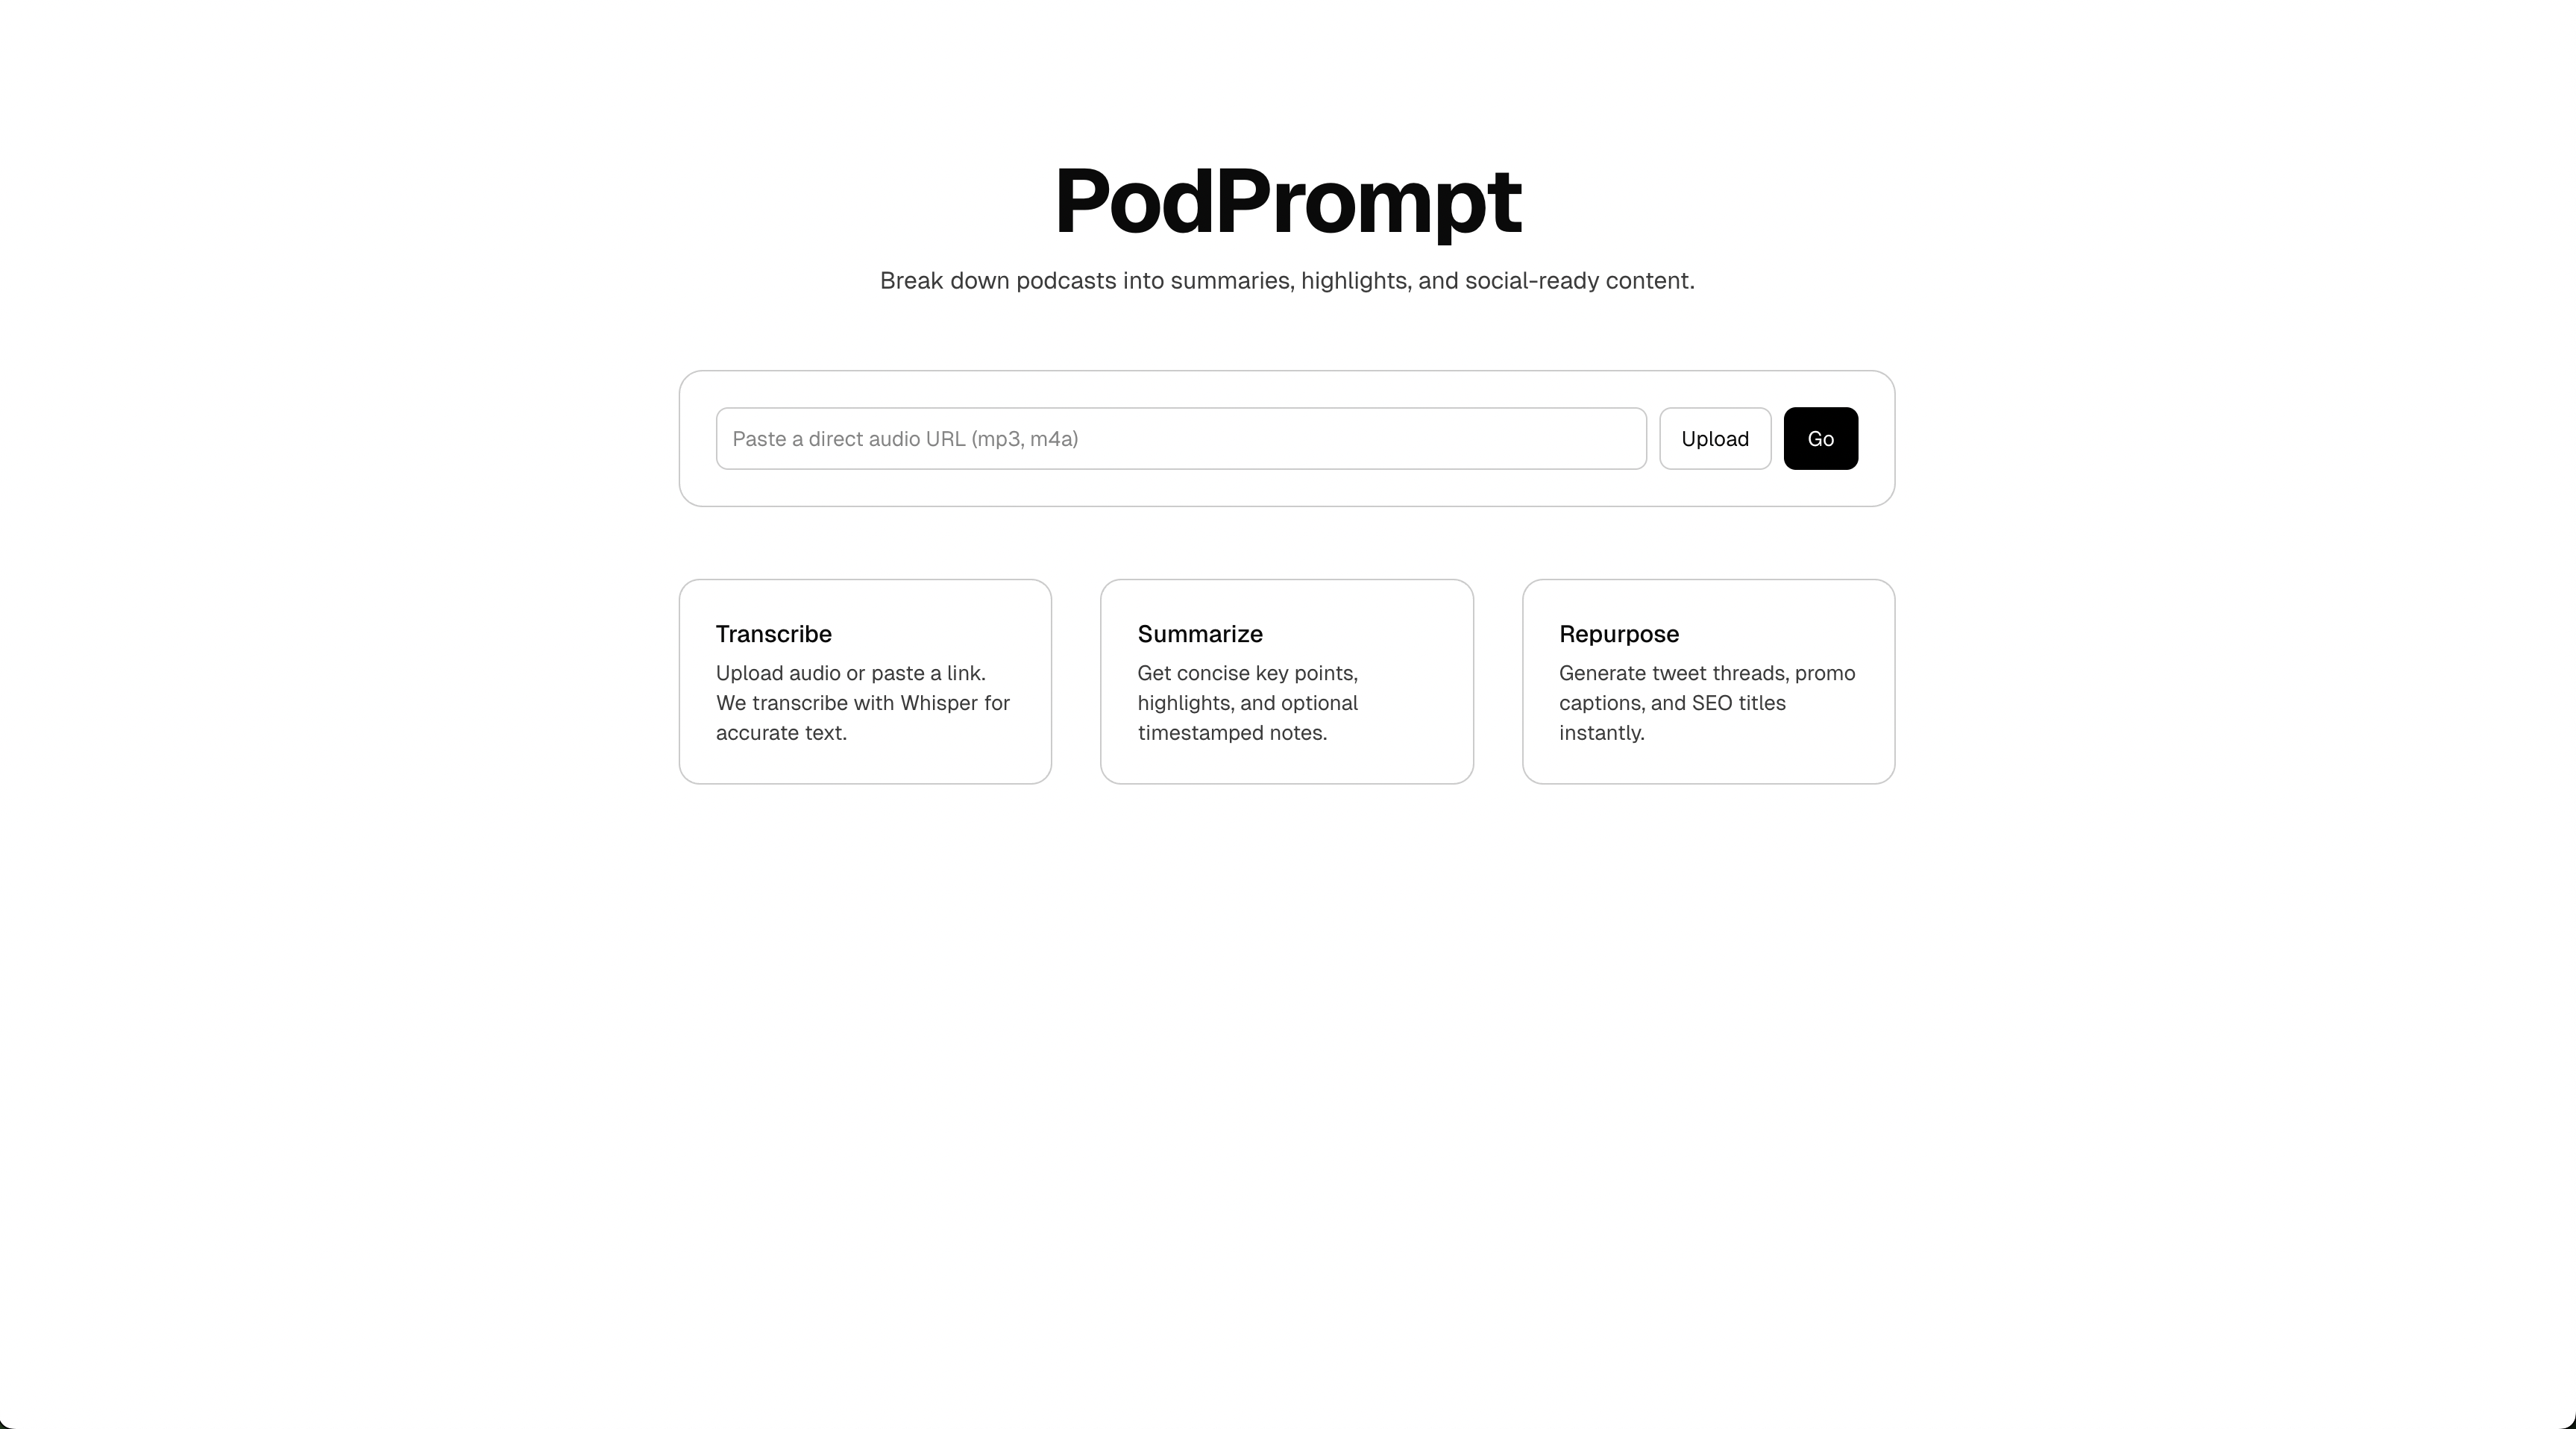 PodPrompt
Break down podcasts into summaries, highlights, and social-ready content.
Paste a direct audio URL (mp3, m4a)
Upload
Go
Transcribe
Upload audio or paste a link.
We transcribe with Whisper for
accurate text.
Summarize
Get concise key points,
highlights, and optional
timestamped notes.
Repurpose
Generate tweet threads, promo
captions, and SEO titles
instantly.